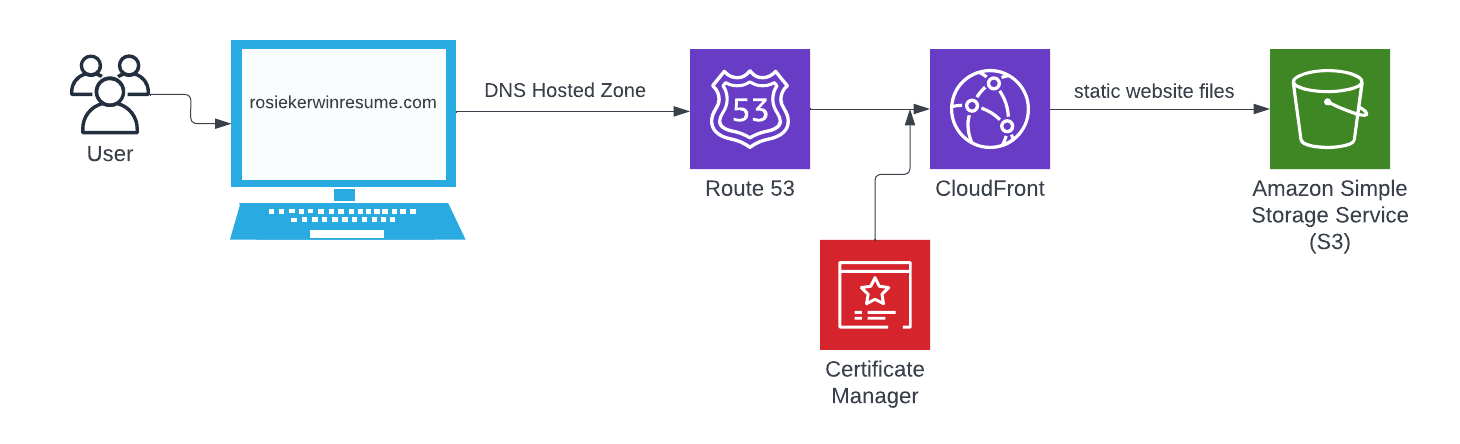 User
rosiekerwinresume.com
DNS Hosted Zone
53
Route 53
CloudFront
static website files
Amazon Simple
Storage Service
(S3)
Certificate
Manager